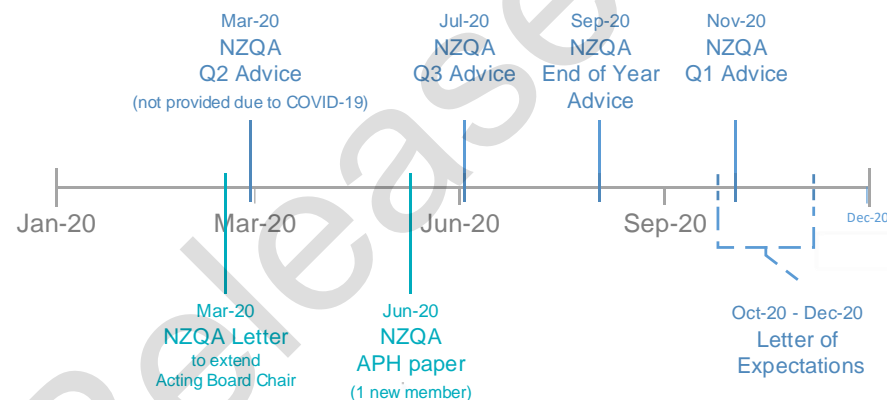 Mar-20
NZQA
Q2 Advice
(not provided due to COVID-19)
Jul-20
NZQA
Q3 Advice
Sep-20
NZQA
End of Year
Advice
Nov-20
NZQA
Q1 Advice
Jan-20
Mar-20
Jun-20
Sep-20
Dec-20
Mar-20
NZQA Letter
to extend
Acting Board Chair
Jun-20
NZQA
APH paper
(1 new member)
Oct-20 - Dec-20
Letter of
Expectations
Release